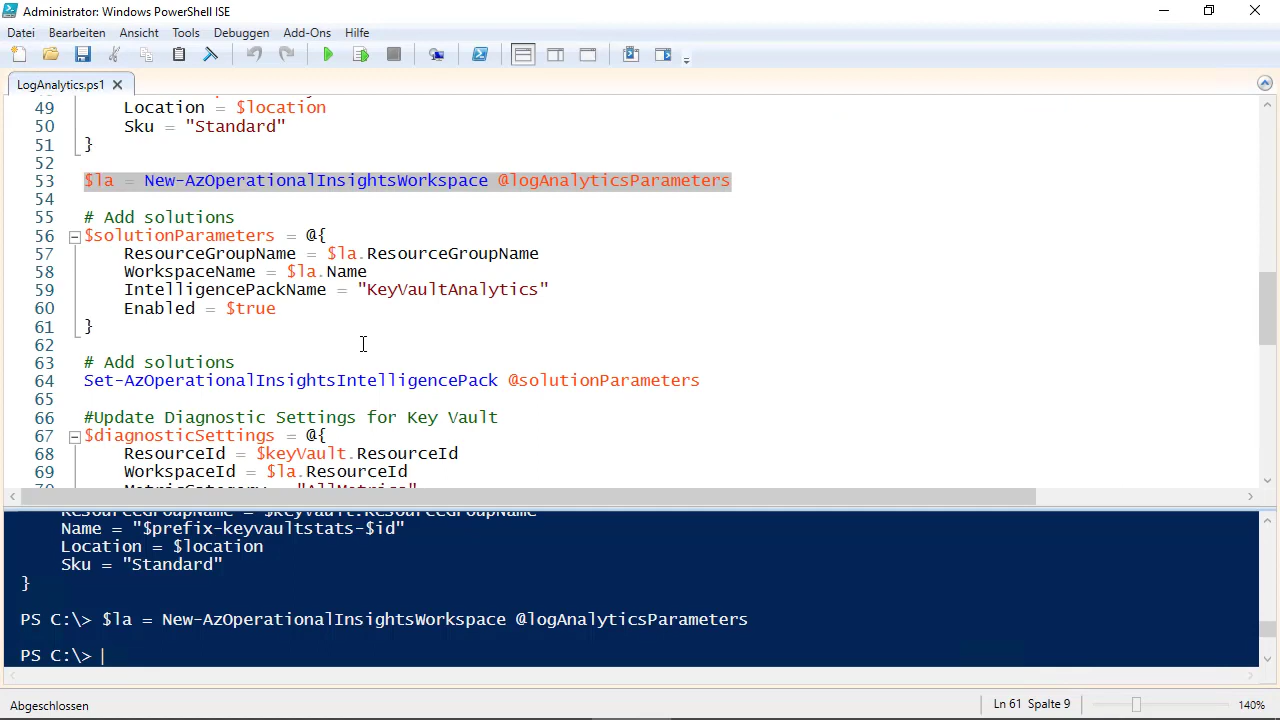 Administrator: Windows PowerShell ISE
Datei Bearbeiten Ansicht Tools Debuggen Add-Ons Hilfe
LogAnalytics.ps1
49 Location = $location
50 Sku = "Standard"
51 }
52
53 $la = New-AzOperationalInsightsWorkspace @logAnalyticsParameters
54
55 # Add solutions
56 $solutionParameters = @{
57 ResourceGroupName = $la.ResourceGroupName
58 WorkspaceName = $la.Name
59 IntelligencePackName = "KeyVaultAnalytics"
60 Enabled = $true
61 }
62
63 # Add solutions
64 Set-AzOperationalInsightsIntelligencePack @solutionParameters
65
66 #Update Diagnostic Settings for Key Vault
67 $diagnosticSettings = @{
68 ResourceId = $keyVault.ResourceId
69 WorkspaceId = $la.ResourceId
ResourceGroupName = $keyVault.ResourceGroupName
Name = "$prefix-keyvaultstats-$id"
Location = $location
Sku = "Standard"
}
PS C:\> $la = New-AzOperationalInsightsWorkspace @logAnalyticsParameters
PS C:\>
Abgeschlossen Ln 61 Spalte 9 140%